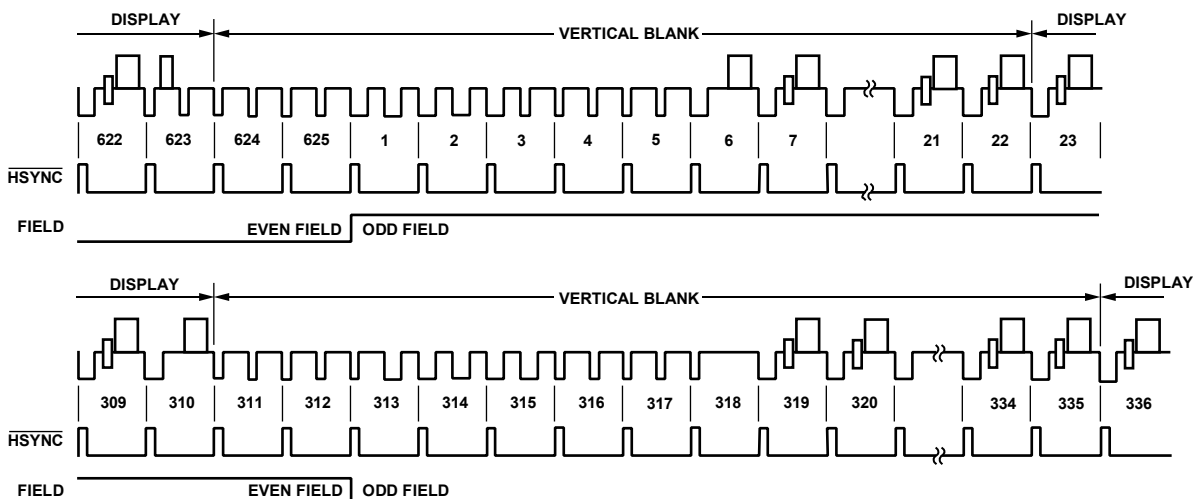 DISPLAY VERTICAL BLANK DISPLAY
622 623 624 625 1 2 3 4 5 6 7 21 22 23
HSYNC
FIELD EVEN FIELD ODD FIELD
DISPLAY VERTICAL BLANK DISPLAY
309 310 311 312 313 314 315 316 317 318 319 320 334 335 336
HSYNC
FIELD EVEN FIELD ODD FIELD